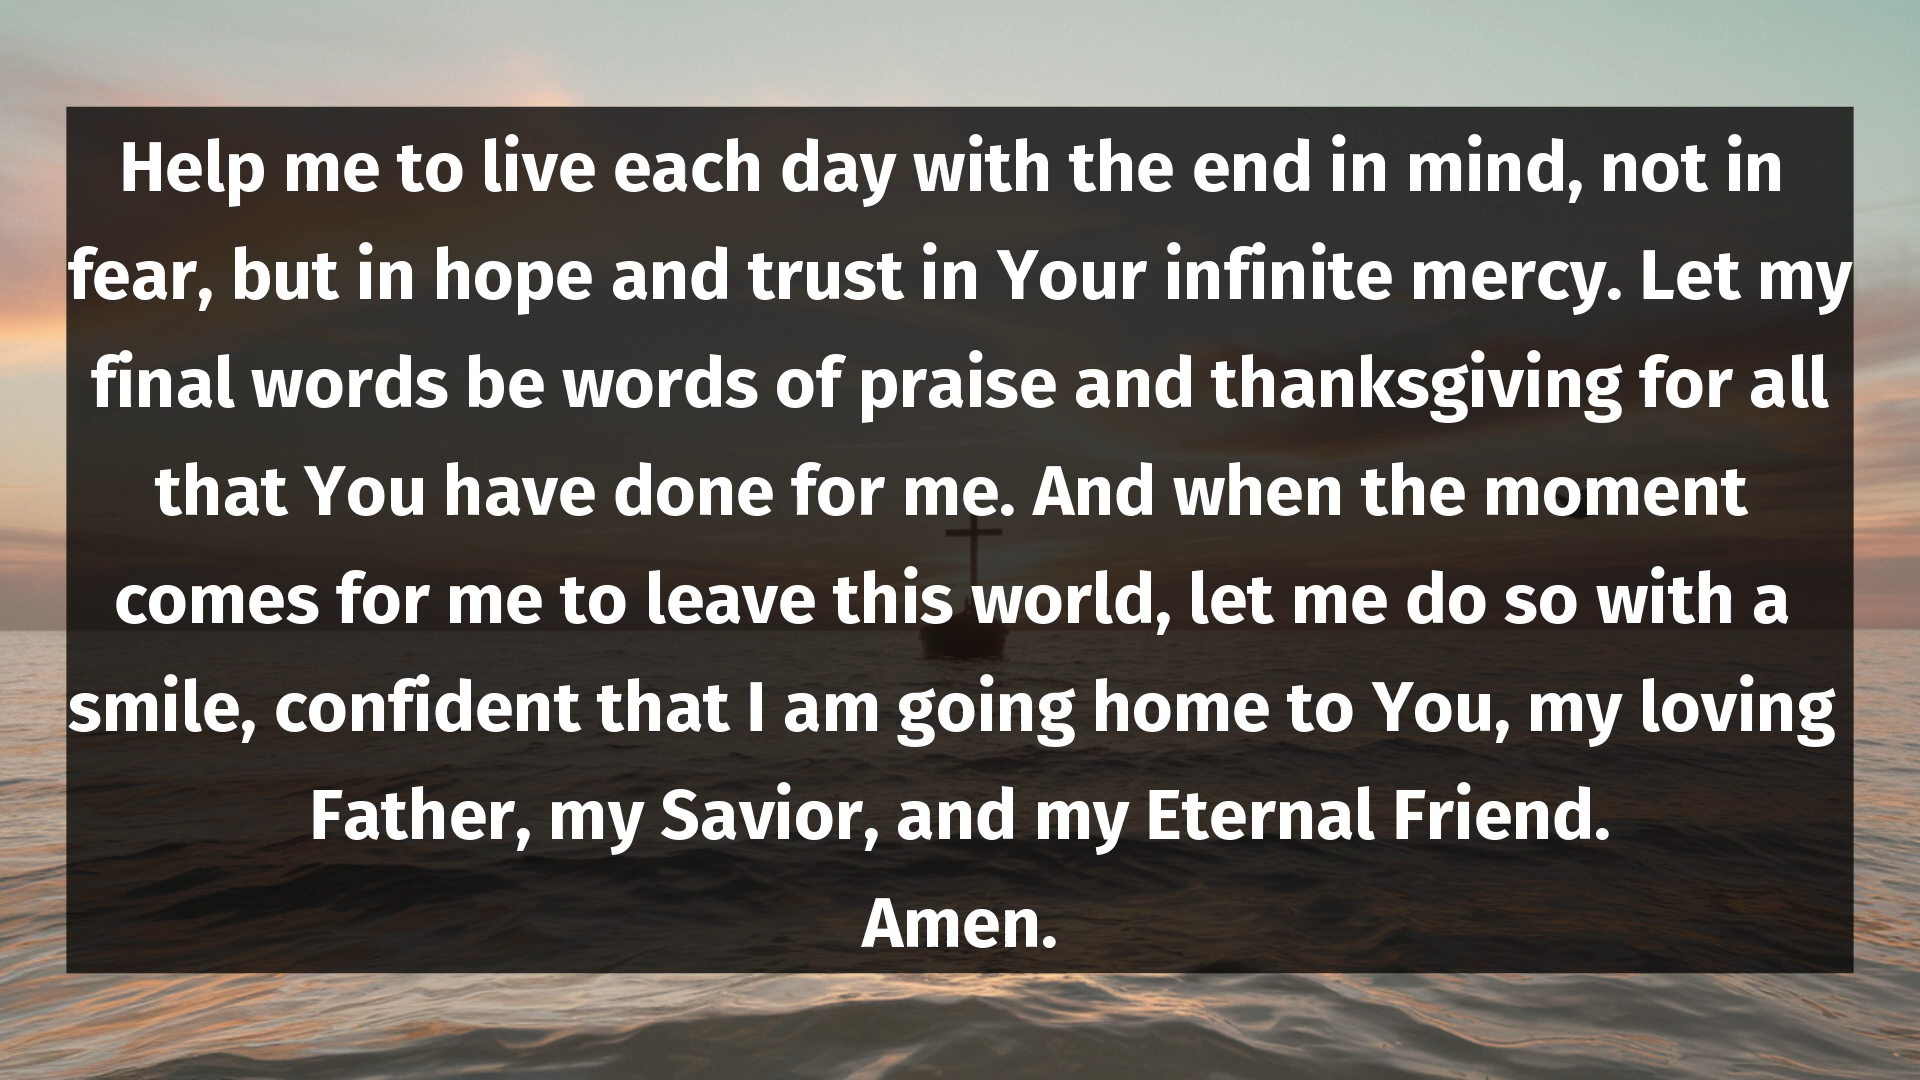 Help me to live each day with the end in mind, not in
fear, but in hope and trust in Your infinite mercy. Let my
final words be words of praise and thanksgiving for all
that You have done for me. And when the moment
comes for me to leave this world, let me do so with a
smile, confident that I am going home to You, my loving
Father, my Savior, and my Eternal Friend.
Amen.